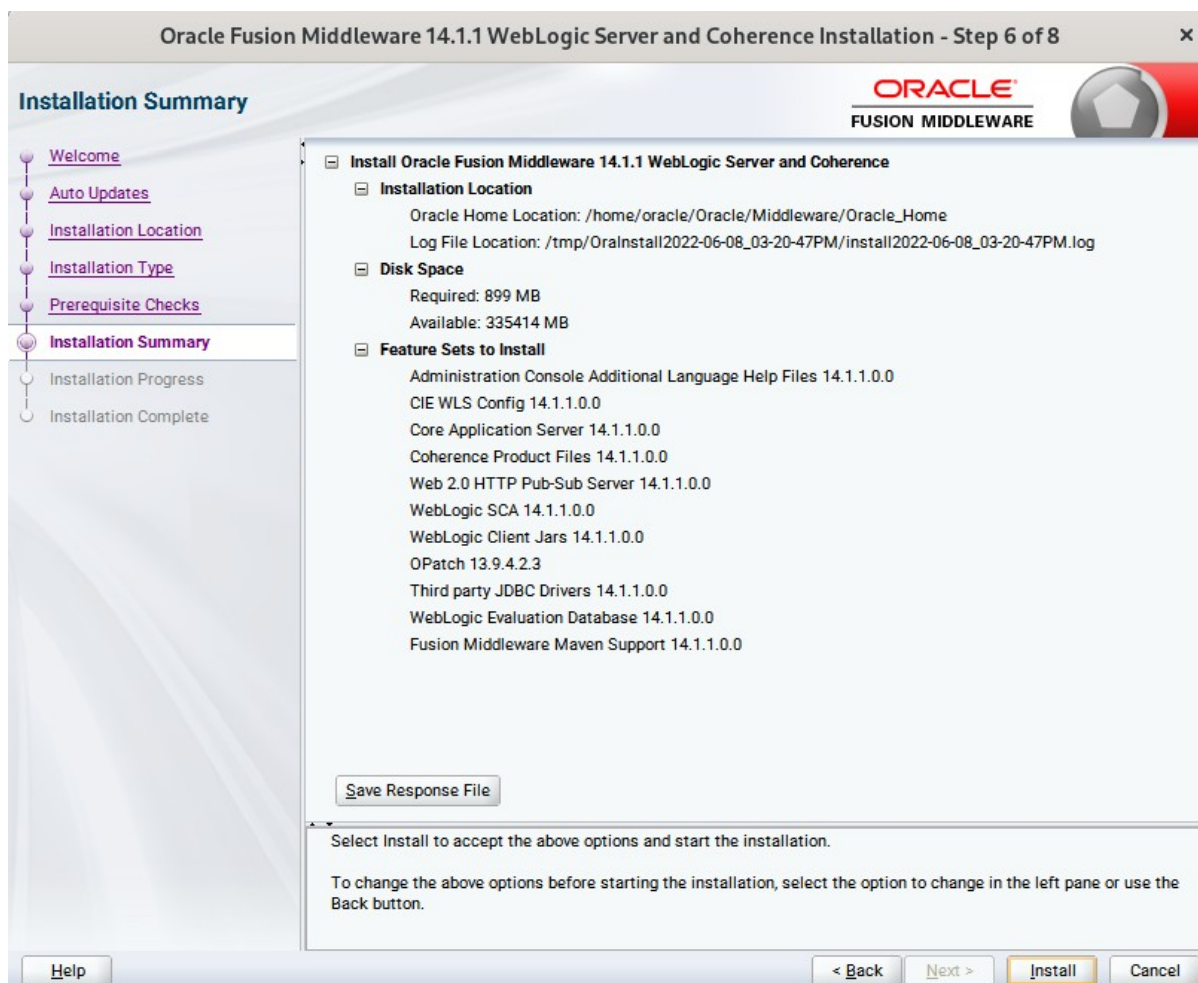 Oracle Fusion Middleware 14.1.1 WebLogic Server and Coherence Installation - Step 6 of 8
Installation Summary
ORACLE
FUSION MIDDLEWARE
Welcome
Auto Updates
Installation Location
Installation Type
Prerequisite Checks
Installation Summary
Installation Progress
Installation Complete
Install Oracle Fusion Middleware 14.1.1 WebLogic Server and Coherence
Installation Location
Oracle Home Location: /home/oracle/Oracle/Middleware/Oracle_Home
Log File Location: /tmp/OraInstall2022-06-08_03-20-47PM/install2022-06-08_03-20-47PM.log
Disk Space
Required: 899 MB
Available: 335414 MB
Feature Sets to Install
Administration Console Additional Language Help Files 14.1.1.0.0
CIE WLS Config 14.1.1.0.0
Core Application Server 14.1.1.0.0
Coherence Product Files 14.1.1.0.0
Web 2.0 HTTP Pub-Sub Server 14.1.1.0.0
WebLogic SCA 14.1.1.0.0
WebLogic Client Jars 14.1.1.0.0
OPatch 13.9.4.2.3
Third party JDBC Drivers 14.1.1.0.0
WebLogic Evaluation Database 14.1.1.0.0
Fusion Middleware Maven Support 14.1.1.0.0
Save Response File
Select Install to accept the above options and start the installation.
To change the above options before starting the installation, select the option to change in the left pane or use the
Back button.
Help
< Back
Next >
Install
Cancel